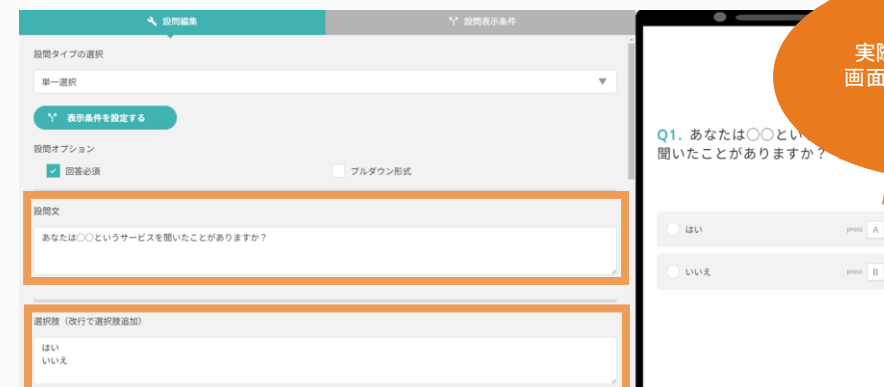 設問編集
設問表示条件
設問タイプの選択
単一選択
表示条件を設定する
設問オプション
回答必須
プルダウン形式
設問文
あなたは○○というサービスを聞いたことがありますか？
選択肢（改行で選択肢追加）
はい
いいえ
実際
画面
Q1. あなたは○○とい
聞いたことがありますか？
はい
press A
いいえ
press B